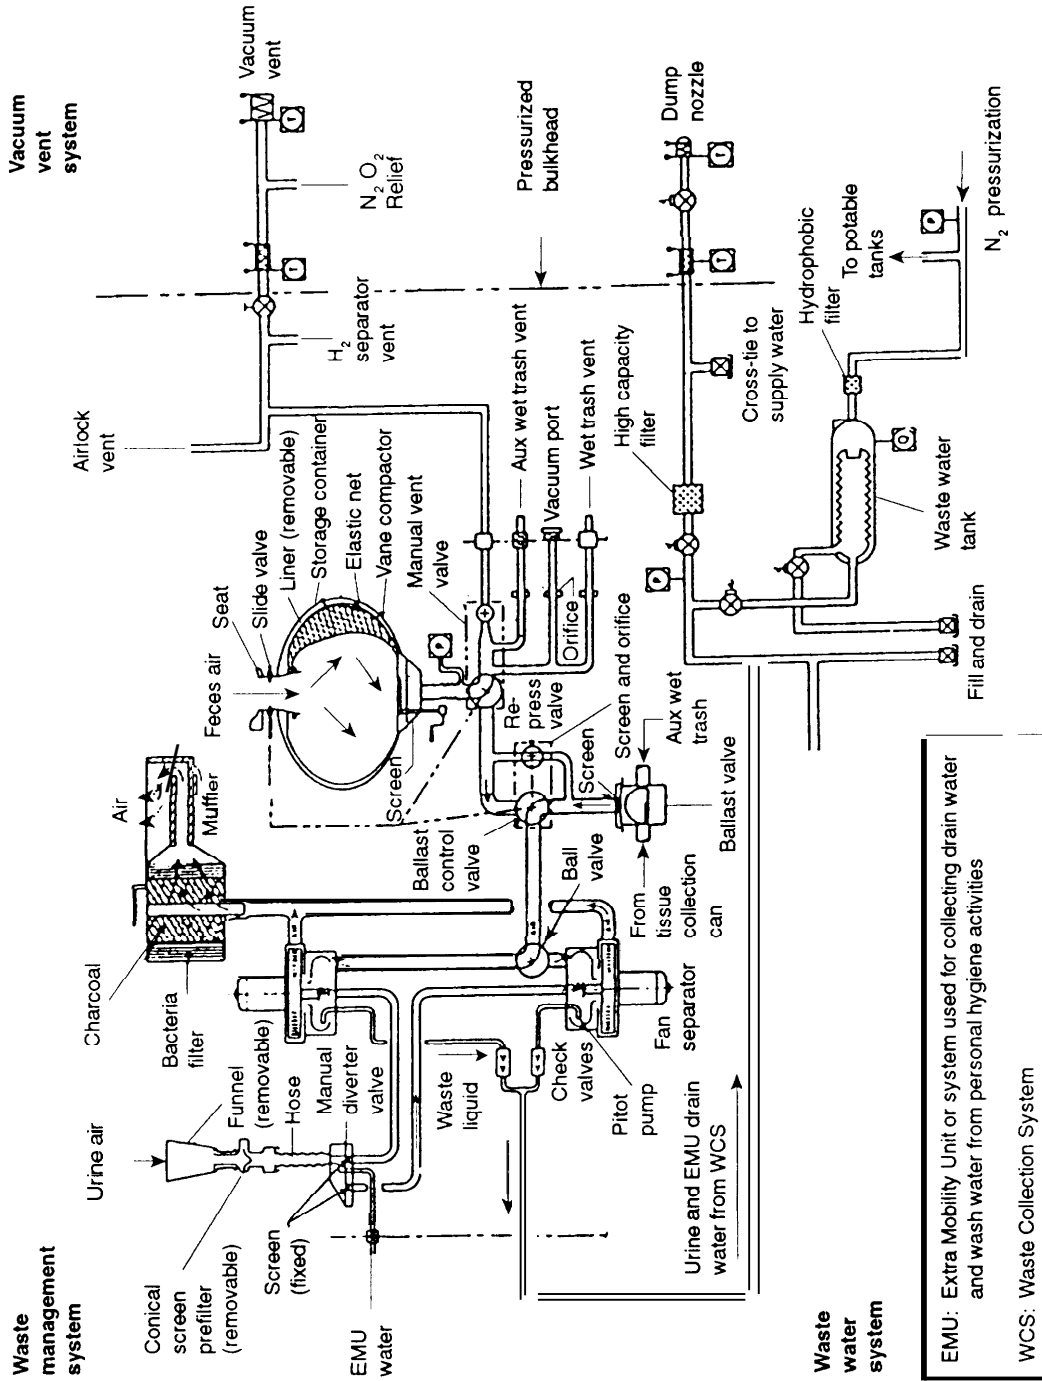 Waste
management
system
Vacuum
vent
system
Urine air
Conical
screen
prefilter
(removable)
Funnel
(removable)
Hose
Manual
diverter
valve
Screen
(fixed)
EMU
water
Charcoal
Bacteria
filter
Air
Muffler
Feces air
Seat
Slide valve
Liner (removable)
Storage container
Elastic net
Vane compactor
Manual vent
valve
Screen
Airlock
vent
H2
separator
vent
N2 O2
Relief
Vacuum
vent
Waste
liquid
Check
valves
Pitot
pump
Fan
separator
Ballast
control
valve
Ball
valve
Re-
press
valve
Orifice
Aux wet trash vent
Vacuum port
Wet trash vent
Pressurized
bulkhead
Screen
Screen and orifice
From
tissue
collection
can
Aux wet
trash
Ballast valve
High capacity
filter
Cross-tie to
supply water
Dump
nozzle
Urine and EMU drain
water from WCS
Hydrophobic
filter
To potable
tanks
N2 pressurization
Waste water
tank
Fill and drain
T
T
T
T
P
P
P
Q
Waste
water
system
EMU: Extra Mobility Unit or system used for collecting drain water
and wash water from personal hygiene activities
WCS: Waste Collection System